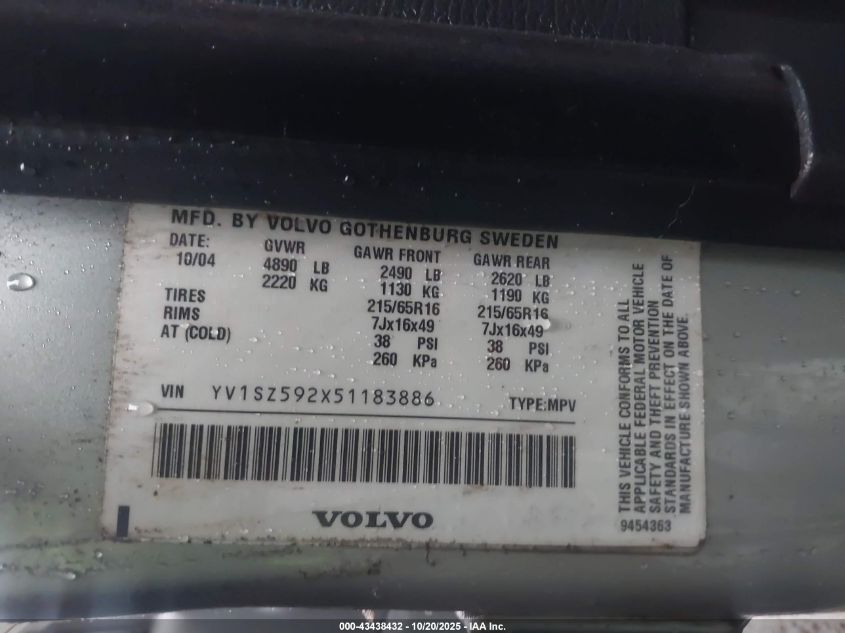 MFD. BY VOLVO GOTHENBURG SWEDEN
DATE: GVWR GAWR FRONT GAWR REAR
10/04 4890 LB 2490 LB 2620 LB
2220 KG 1130 KG 1190 KG
TIRES 215/65R16 215/65R16
RIMS 7Jx16x49 7Jx16x49
AT (COLD) 38 PSI 38 PSI
260 KPa 260 KPa
VIN YV1SZ592X51183886 TYPE:MPV
VOLVO
THIS VEHICLE CONFORMS TO ALL
APPLICABLE FEDERAL MOTOR VEHICLE
SAFETY AND THEFT PREVENTION
STANDARDS IN EFFECT ON THE DATE OF
MANUFACTURE SHOWN ABOVE.
9454363
000-43438432 - 10/20/2025 - IAA Inc.